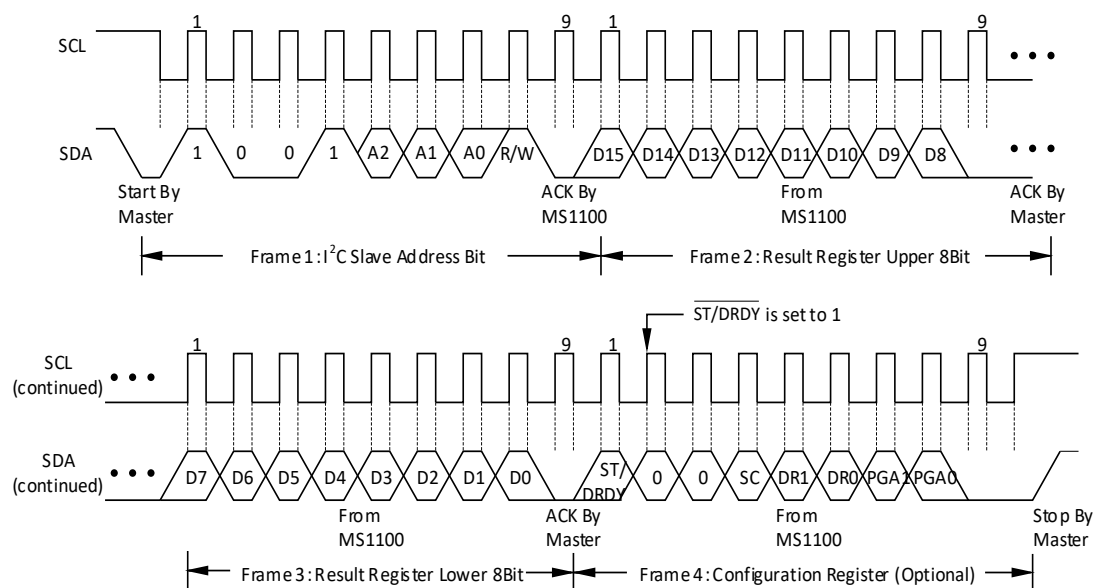 1 9 1 9
SCL
SDA 1 0 0 1 A2 A1 A0 R/W D15 D14 D13 D12 D11 D10 D9 D8
Start By
Master
ACK By
MS1100
From
MS1100
ACK By
Master
Frame 1: I²C Slave Address Bit
Frame 2: Result Register Upper 8Bit
ST/DRDY is set to 1
1 9 1 9
SCL
(continued)
SDA
(continued)
D7 D6 D5 D4 D3 D2 D1 D0 ST/
DRDY 0 0 SC DR1 DR0 PGA1 PGA0
From
MS1100
ACK By
Master
From
MS1100
Stop By
Master
Frame 3: Result Register Lower 8Bit
Frame 4: Configuration Register (Optional)